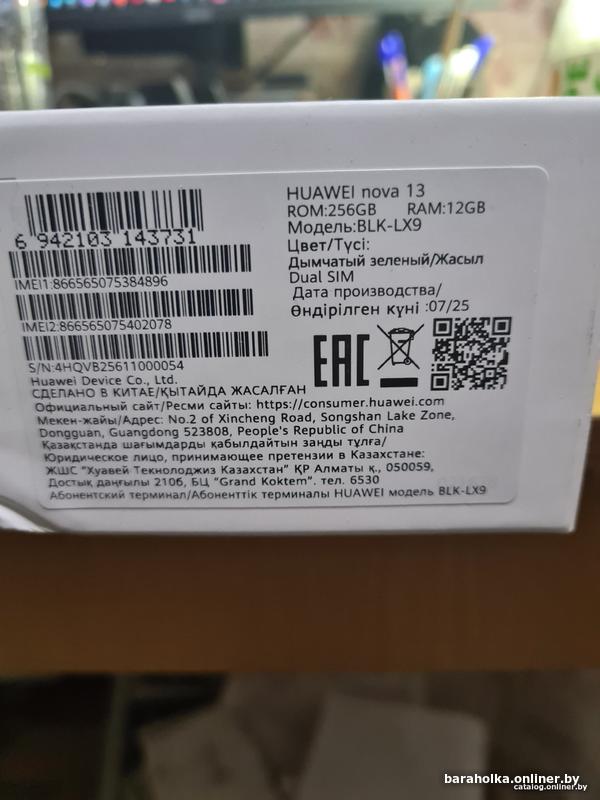 HUAWEI nova 13
ROM:256GB RAM:12GB
Модель:BLK-LX9
Цвет/Түсі:
Дымчатый зеленый/Жасыл
Dual SIM
Дата производства/
Өндірілген күні :07/25
6 942103 143731
IMEI1:866565075384896
IMEI2:866565075402078
S/N:4HQVB25611000054
EAC
Huawei Device Co., Ltd.
СДЕЛАНО В КИТАЕ/ҚЫТАЙДА ЖАСАЛҒАН
Официальный сайт/Ресми сайты: https://consumer.huawei.com
Мекен-жайы/Адрес: No.2 of Xincheng Road, Songshan Lake Zone,
Dongguan, Guangdong 523808, People's Republic of China
Қазақстанда шағымдарды қабылдайтын заңды тұлға/
Юридическое лицо, принимающее претензии в Казахстане:
ЖШС "Хуавей Текнолоджиз Казахстан" ҚР Алматы қ., 050059,
Достық даңғылы 210б, БЦ "Grand Koktem". тел. 6530
Абонентский терминал/Абоненттік терминалы HUAWEI модель BLK-LX9
baraholka.onliner.by
catalog.onliner.by